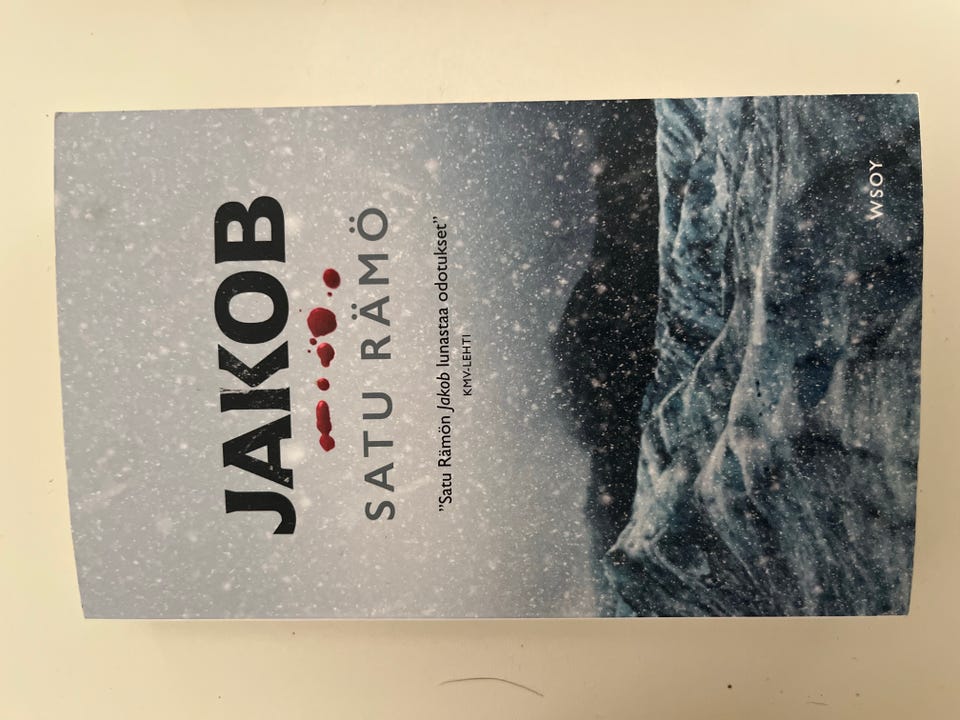 JAKOB
SATU RÄMÖ
”Satu Rämön Jakob lunastaa odotukset”
KMV-LEHTI
WSOY